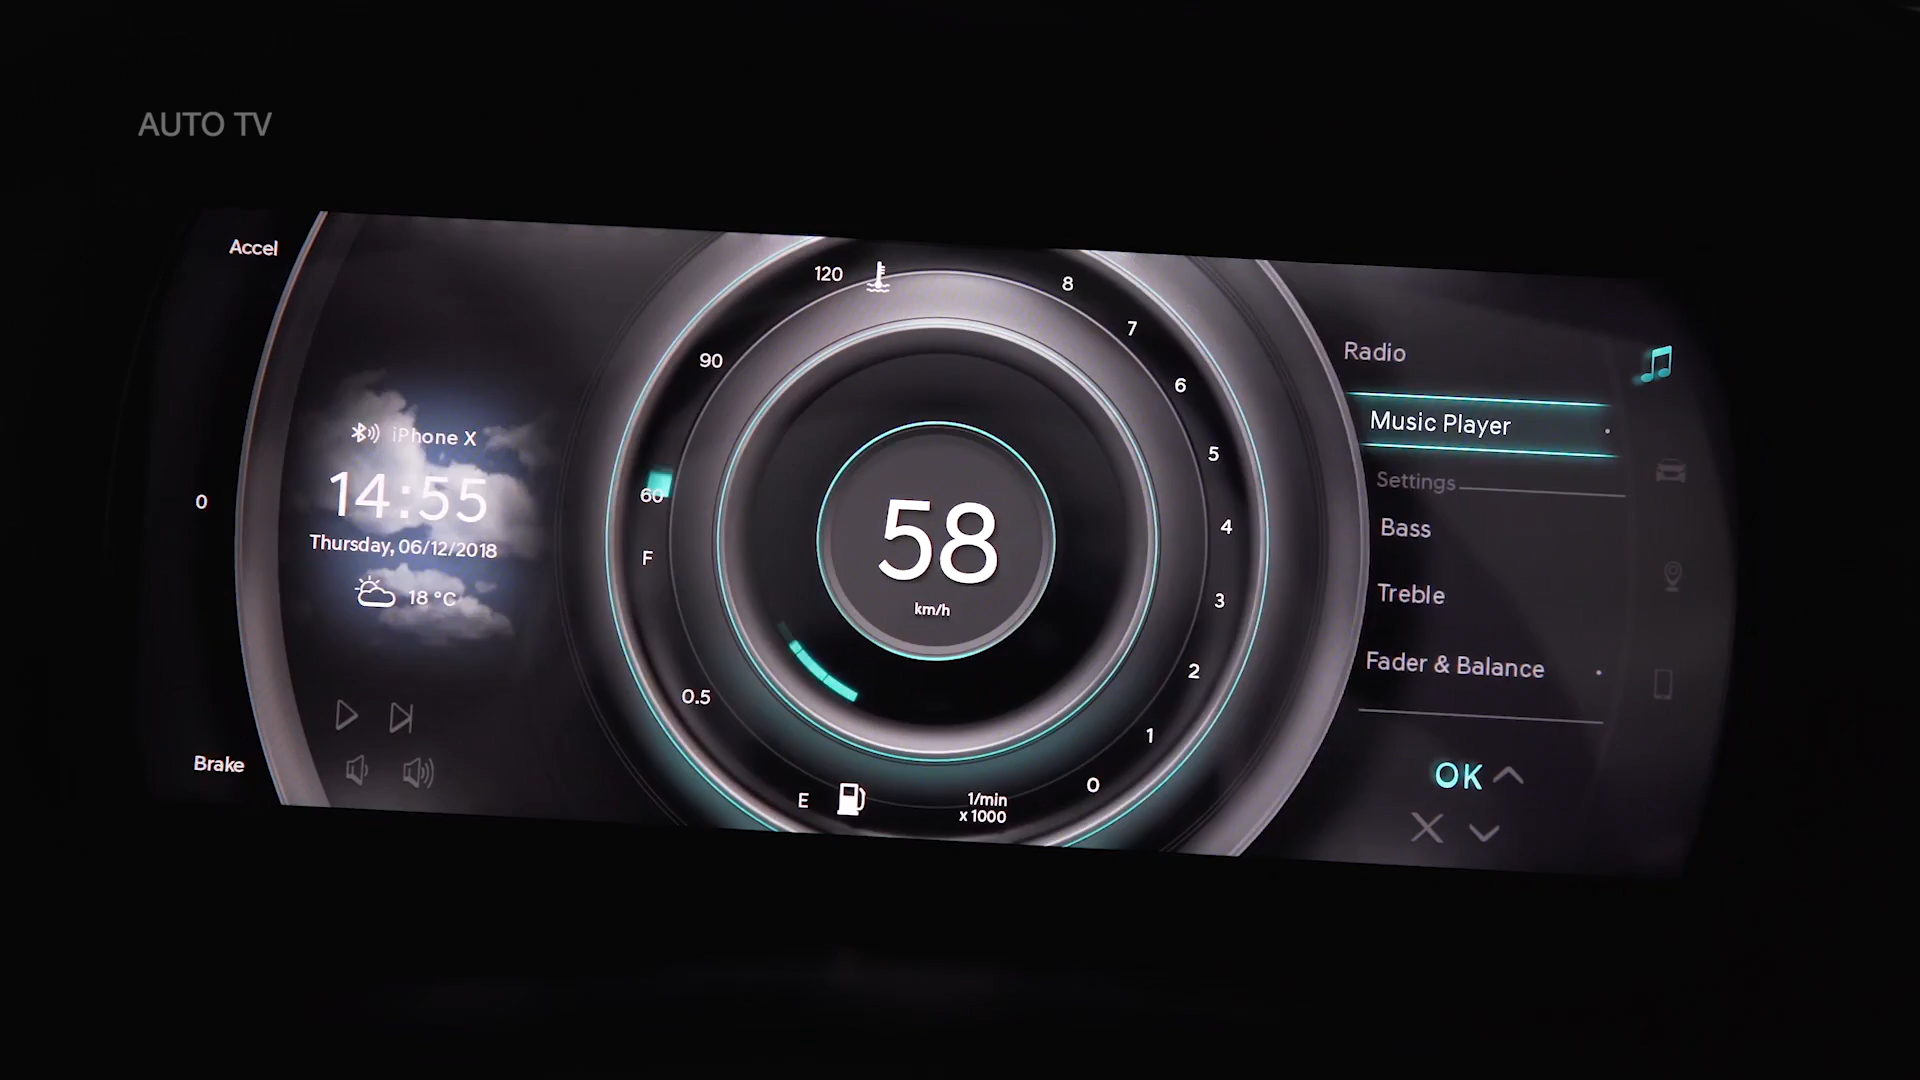 AUTO TV
Accel
0
Brake
iPhone X
14:55
Thursday, 06/12/2018
18 °C
120
90
60
F
0.5
E
58
km/h
8
7
6
5
4
3
2
1
0
1/min
x 1000
Radio
Music Player
Settings
Bass
Treble
Fader & Balance
OK